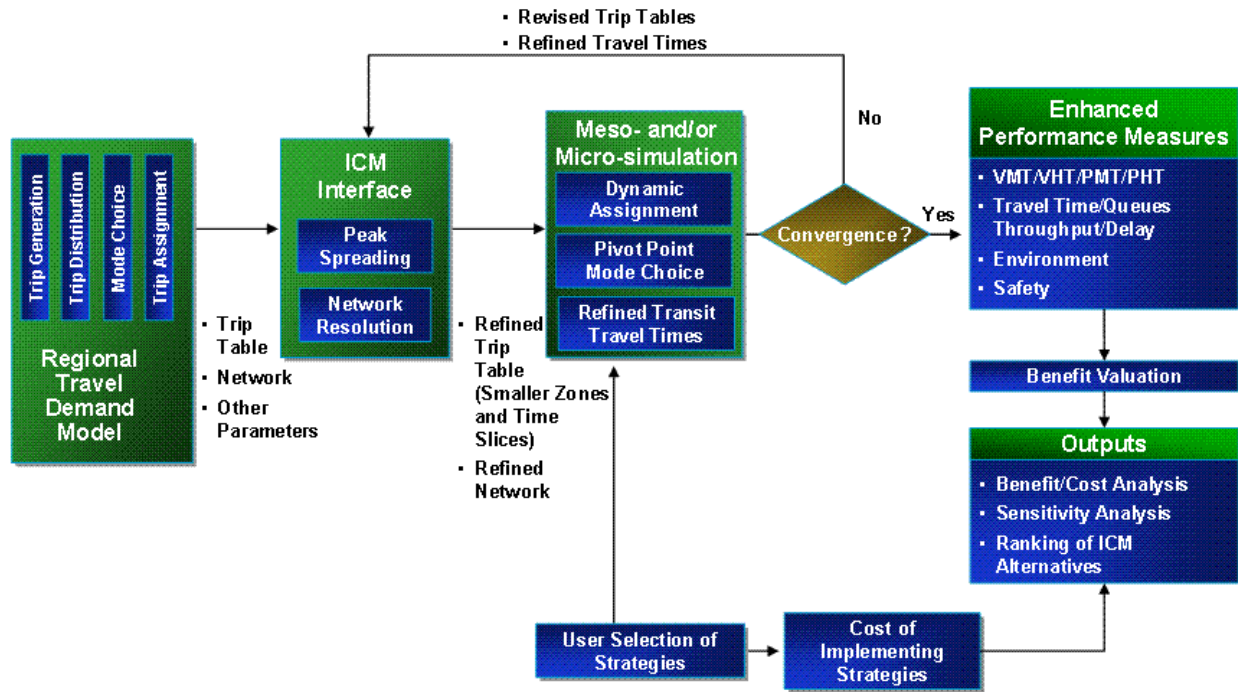 ▪ Revised Trip Tables
▪ Refined Travel Times
Trip Generation
Trip Distribution
Mode Choice
Trip Assignment
Regional
Travel
Demand
Model
▪ Trip
Table
▪ Network
▪ Other
Parameters
ICM
Interface
Peak
Spreading
Network
Resolution
▪ Refined
Trip
Table
(Smaller Zones
and Time
Slices)
▪ Refined
Network
Meso- and/or
Micro-simulation
Dynamic
Assignment
Pivot Point
Mode Choice
Refined Transit
Travel Times
Convergence?
No
Yes
Enhanced
Performance Measures
▪ VMT/VHT/PMT/PHT
▪ Travel Time/Queues
Throughput/Delay
▪ Environment
▪ Safety
Benefit Valuation
Outputs
▪ Benefit/Cost Analysis
▪ Sensitivity Analysis
▪ Ranking of ICM
Alternatives
User Selection of
Strategies
Cost of
Implementing
Strategies